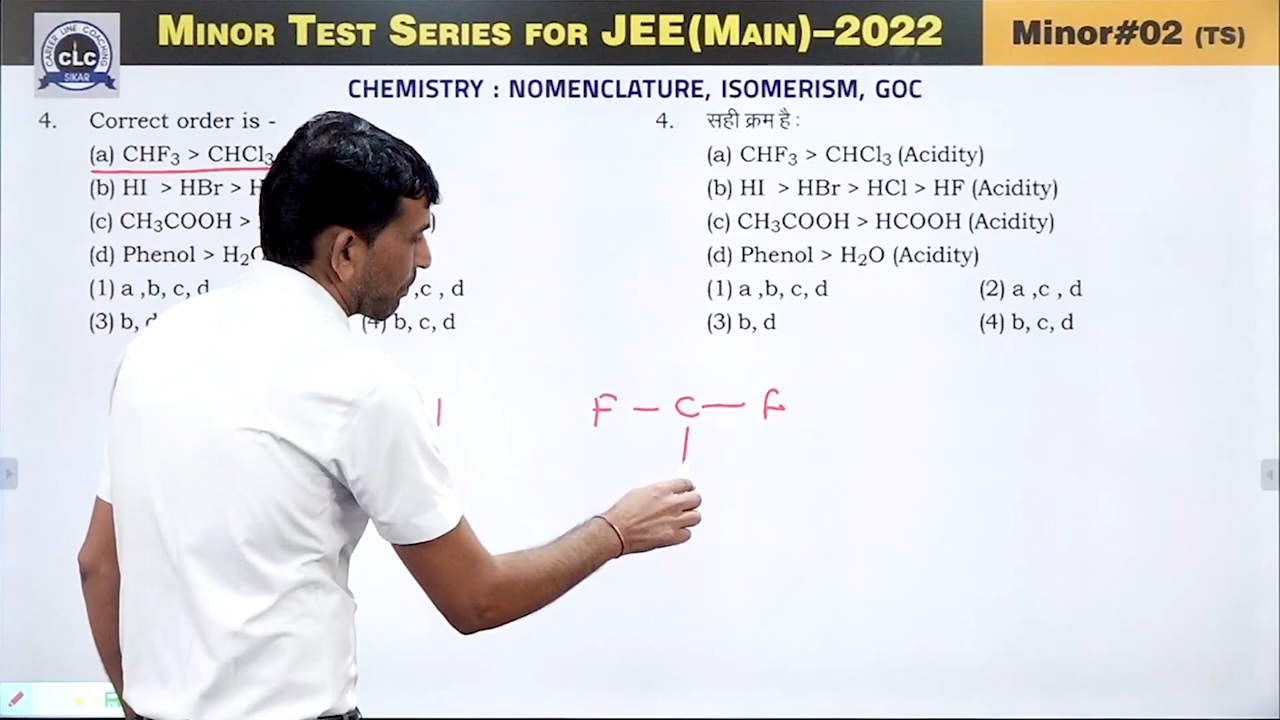 MINOR TEST SERIES FOR JEE(MAIN)–2022
Minor#02 (TS)
CAREER LINE COACHING
CLC
SIKAR
CHEMISTRY : NOMENCLATURE, ISOMERISM, GOC
4. Correct order is -
(a) CHF₃ > CHCl₃
(b) HI > HBr >
(c) CH₃COOH >
(d) Phenol >
(1) a ,b, c, d
,c , d
(3) b,
(4) b, c, d
4. सही क्रम है :
(a) CHF₃ > CHCl₃ (Acidity)
(b) HI > HBr > HCl > HF (Acidity)
(c) CH₃COOH > HCOOH (Acidity)
(d) Phenol > H₂O (Acidity)
(1) a ,b, c, d (2) a ,c , d
(3) b, d (4) b, c, d
F – C – F